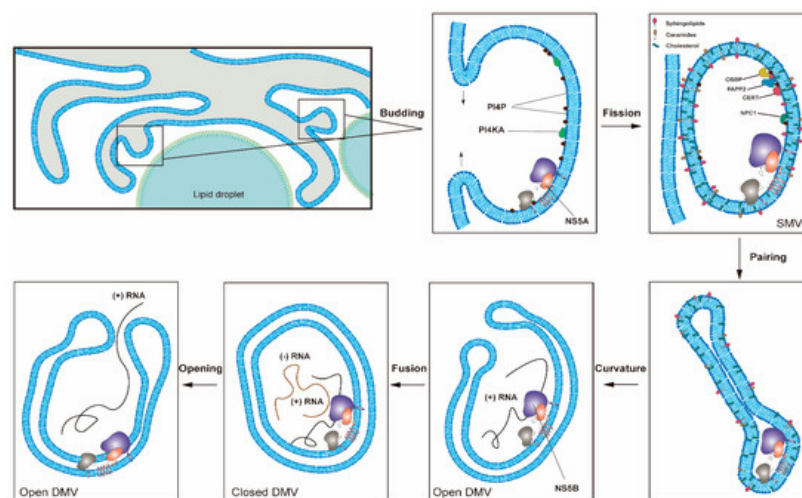 Sphingolipids
Ceramides
Cholesterol
OSBP
FAPP2
CERT
NPC1
SMV
Budding
PI4P
PI4KA
NS5A
Fission
Lipid droplet
Pairing
(+) RNA
Open DMV
Opening
(-) RNA
(+) RNA
Closed DMV
Fusion
(+) RNA
NS5B
Open DMV
Curvature